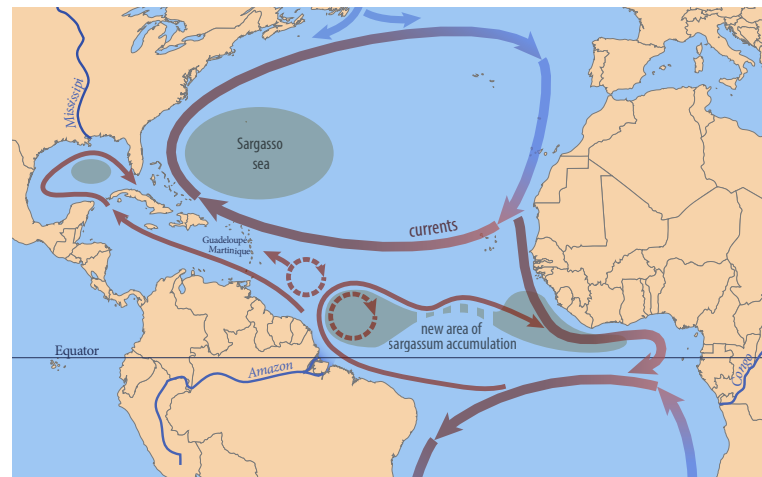 Mississipi
Sargasso
sea
currents
Guadeloupe
Martinique
new area of
sargassum accumulation
Equator
Amazon
Congo